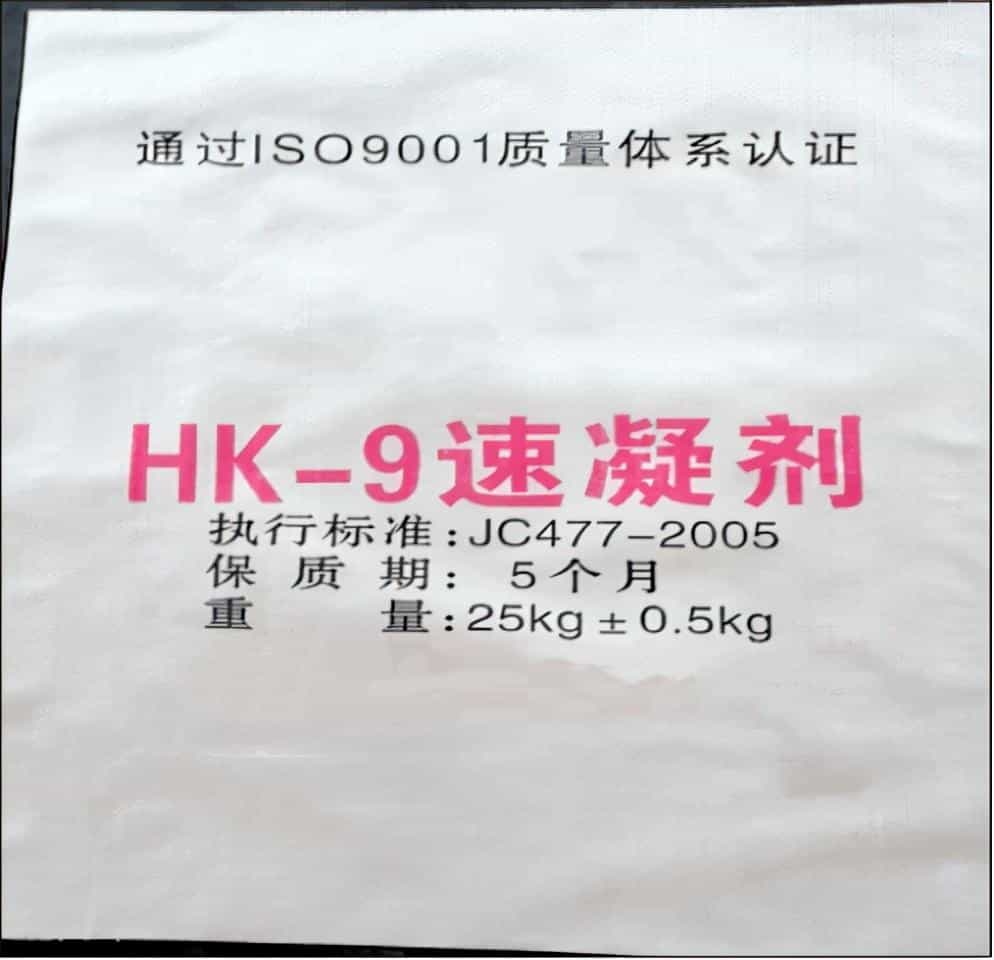 通过ISO9001质量体系认证
HK-9速凝剂
执行标准:JC477-2005
保质期: 5个月
重量:25kg±0.5kg